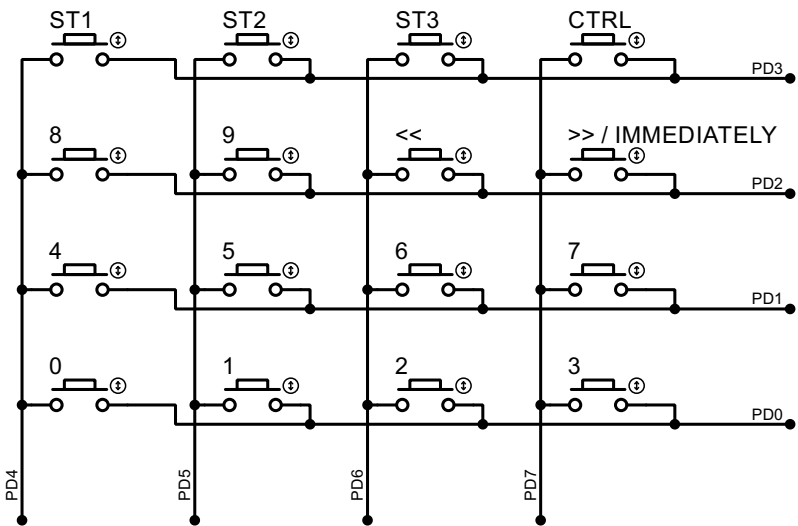 ST1 ST2 ST3 CTRL
PD3
8 9 << >> / IMMEDIATELY
PD2
4 5 6 7
PD1
0 1 2 3
PD0
PD4 PD5 PD6 PD7